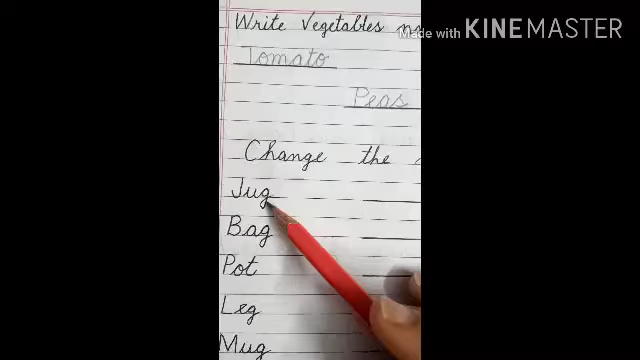 Write Vegetables
Made with KINEMASTER
Tomato
Peas
Change the
Jug
Bag
Pot
Leg
Mug